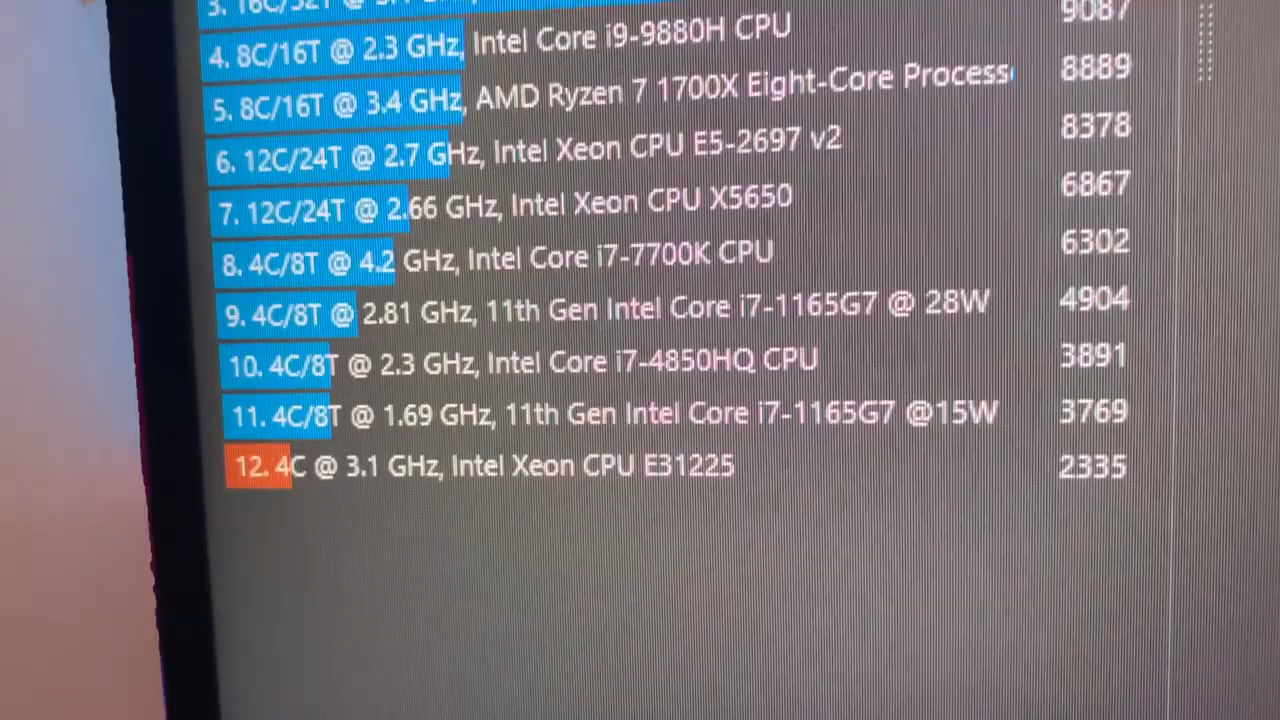 3. 16C/32T @
4. 8C/16T @ 2.3 GHz, Intel Core i9-9880H CPU 9087
5. 8C/16T @ 3.4 GHz, AMD Ryzen 7 1700X Eight-Core Process 8889
6. 12C/24T @ 2.7 GHz, Intel Xeon CPU E5-2697 v2 8378
7. 12C/24T @ 2.66 GHz, Intel Xeon CPU X5650 6867
8. 4C/8T @ 4.2 GHz, Intel Core i7-7700K CPU 6302
9. 4C/8T @ 2.81 GHz, 11th Gen Intel Core i7-1165G7 @ 28W 4904
10. 4C/8T @ 2.3 GHz, Intel Core i7-4850HQ CPU 3891
11. 4C/8T @ 1.69 GHz, 11th Gen Intel Core i7-1165G7 @15W 3769
12. 4C @ 3.1 GHz, Intel Xeon CPU E31225 2335